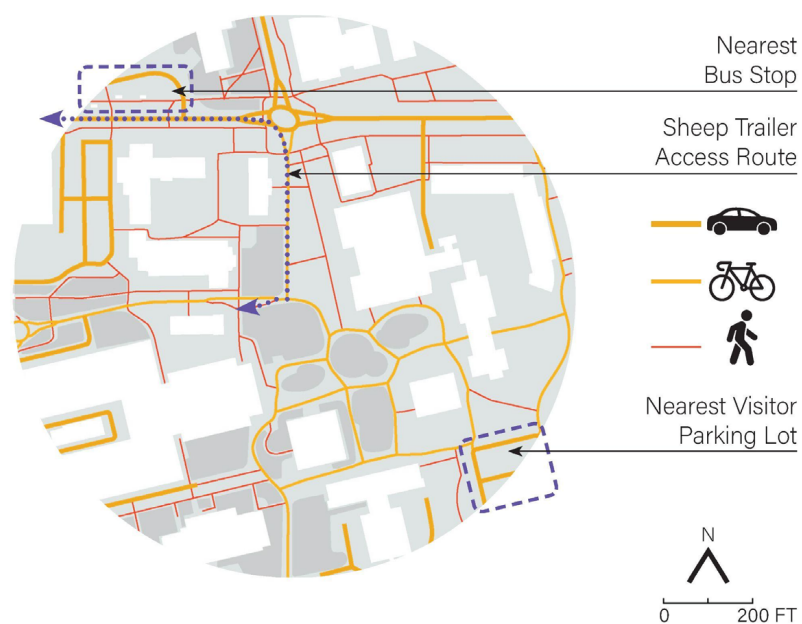 Nearest
Bus Stop
Sheep Trailer
Access Route
Nearest Visitor
Parking Lot
N
0 200 FT